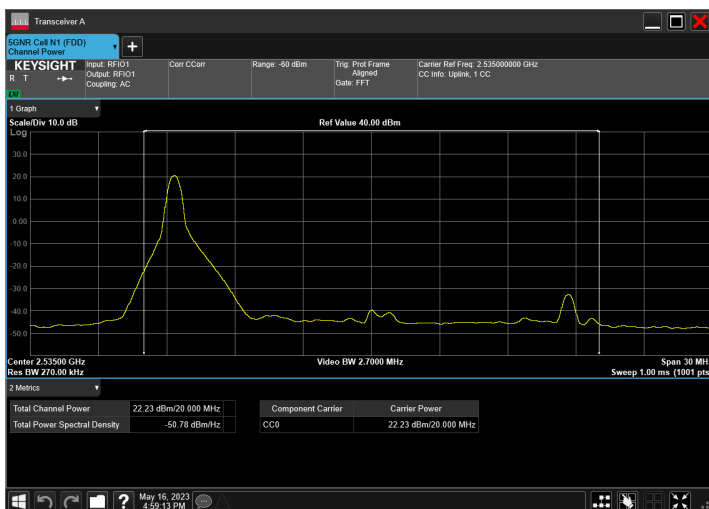 Transceiver A
5GNR Cell N1 (FDD)
Channel Power
KEYSIGHT
R T
LXI
Input: RFIO1
Output: RFIO1
Coupling: AC
Corr CCorr
Range: -60 dBm
Trig: Prot Frame
Aligned
Gate: FFT
Carrier Ref Freq: 2.535000000 GHz
CC Info: Uplink, 1 CC
1 Graph
Scale/Div 10.0 dB
Ref Value 40.00 dBm
Log
30.0
20.0
10.0
0.00
-10.0
-20.0
-30.0
-40.0
-50.0
Center 2.53500 GHz
Video BW 2.7000 MHz
Span 30 MH
Res BW 270.00 kHz
Sweep 1.00 ms (1001 pts
2 Metrics
Total Channel Power 22.23 dBm/20.000 MHz
Total Power Spectral Density -50.78 dBm/Hz
Component Carrier Carrier Power
CC0 22.23 dBm/20.000 MHz
?
May 16, 2023
4:59:13 PM